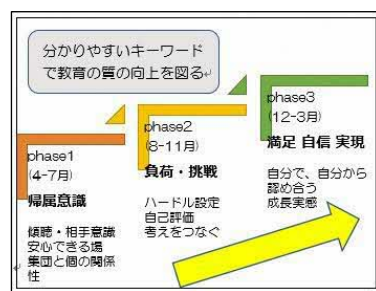 分かりやすいキーワード
で教育の質の向上を図る↵
phase1
(4-7月)
帰属意識
傾聴・相手意識
安心できる場
集団と個の関係
性
phase2
(8-11月)
負荷・挑戦
ハードル設定
自己評価
考えをつなぐ
phase3
(12-3月)
満足 自信 実現
自分で、自分から
認め合う
成長実感